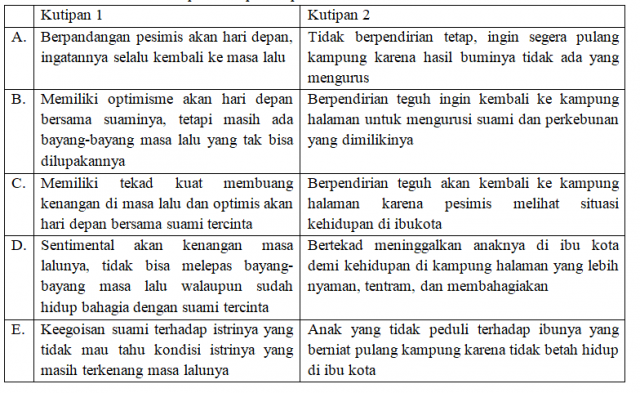 Kutipan 1 Kutipan 2
A. Berpandangan pesimis akan hari depan,
ingatannya selalu kembali ke masa lalu
Tidak berpendirian tetap, ingin segera pulang
kampung karena hasil buminya tidak ada yang
mengurus
B. Memiliki optimisme akan hari depan
bersama suaminya, tetapi masih ada
bayang-bayang masa lalu yang tak bisa
dilupakannya
Berpendirian teguh ingin kembali ke kampung
halaman untuk mengurusi suami dan perkebunan
yang dimilikinya
C. Memiliki tekad kuat membuang
kenangan di masa lalu dan optimis akan
hari depan bersama suami tercinta
Berpendirian teguh akan kembali ke kampung
halaman karena pesimis melihat situasi
kehidupan di ibukota
D. Sentimental akan kenangan masa
lalunya, tidak bisa melepas bayang-
bayang masa lalu walaupun sudah
hidup bahagia dengan suami tercinta
Bertekad meninggalkan anaknya di ibu kota
demi kehidupan di kampung halaman yang lebih
nyaman, tentram, dan membahagiakan
E. Keegoisan suami terhadap istrinya yang
tidak mau tahu kondisi istrinya yang
masih terkenang masa lalunya
Anak yang tidak peduli terhadap ibunya yang
berniat pulang kampung karena tidak betah hidup
di ibu kota